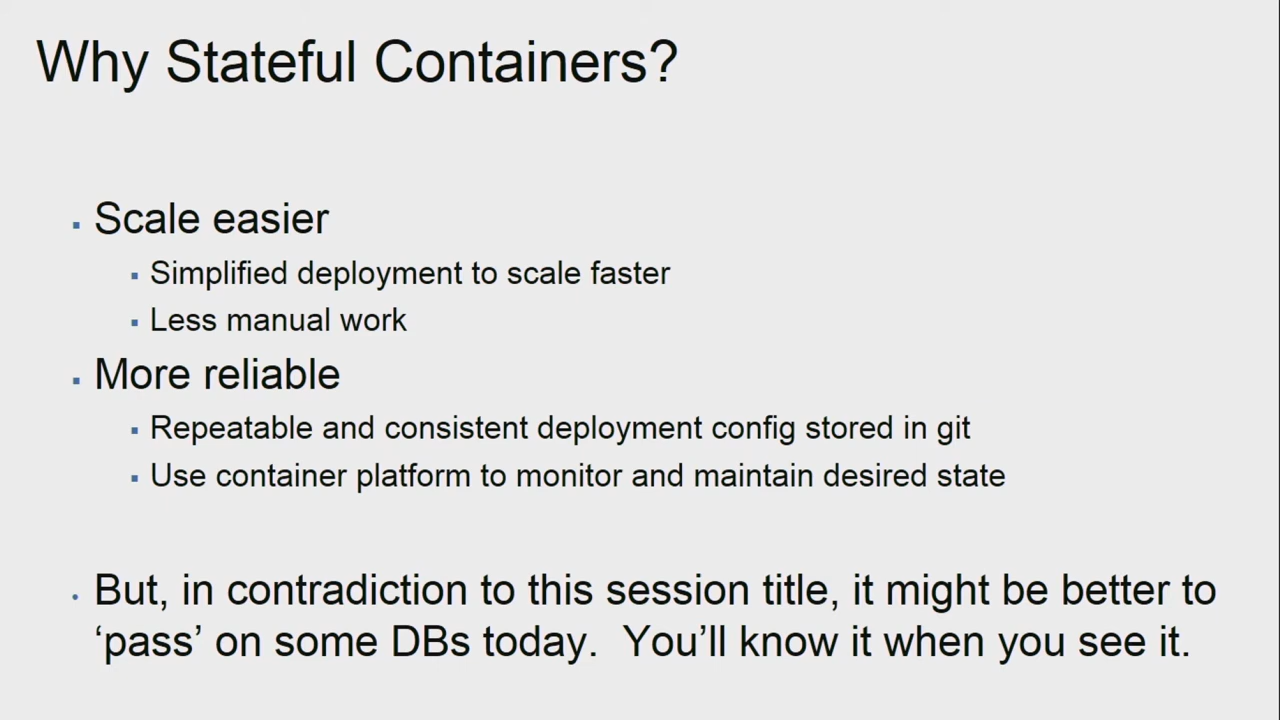 Why Stateful Containers?
Scale easier
Simplified deployment to scale faster
Less manual work
More reliable
Repeatable and consistent deployment config stored in git
Use container platform to monitor and maintain desired state
But, in contradiction to this session title, it might be better to
‘pass’ on some DBs today.  You’ll know it when you see it.